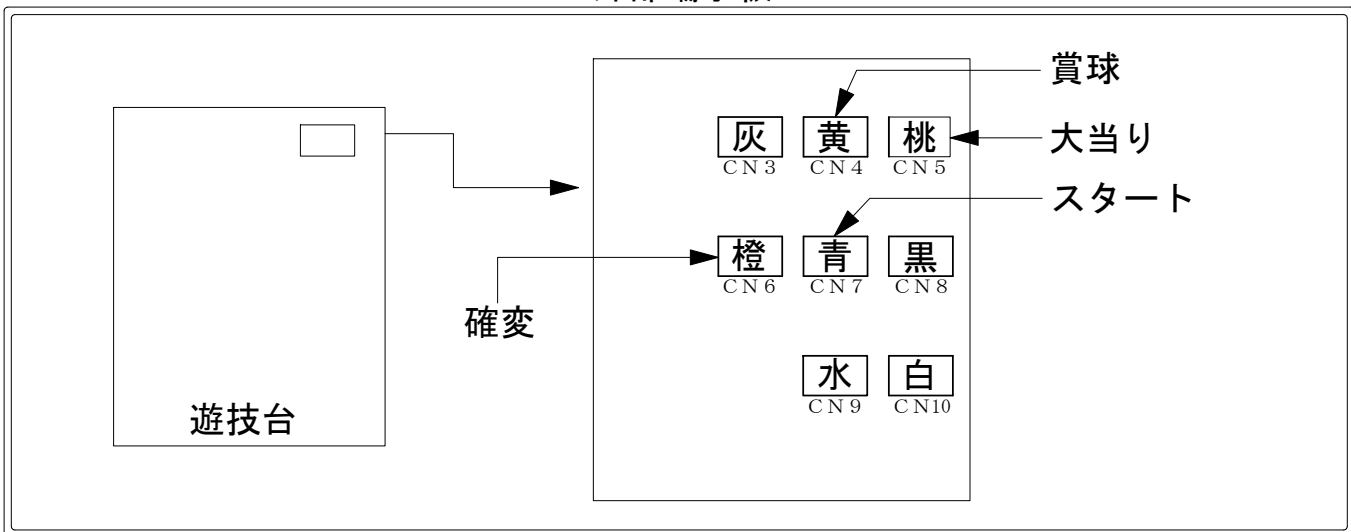 賞球
灰 黄 桃 大当り
CN3 CN4 CN5
スタート
橙 青 黒
CN6 CN7 CN8
確変
水 白
CN9 CN10
遊技台